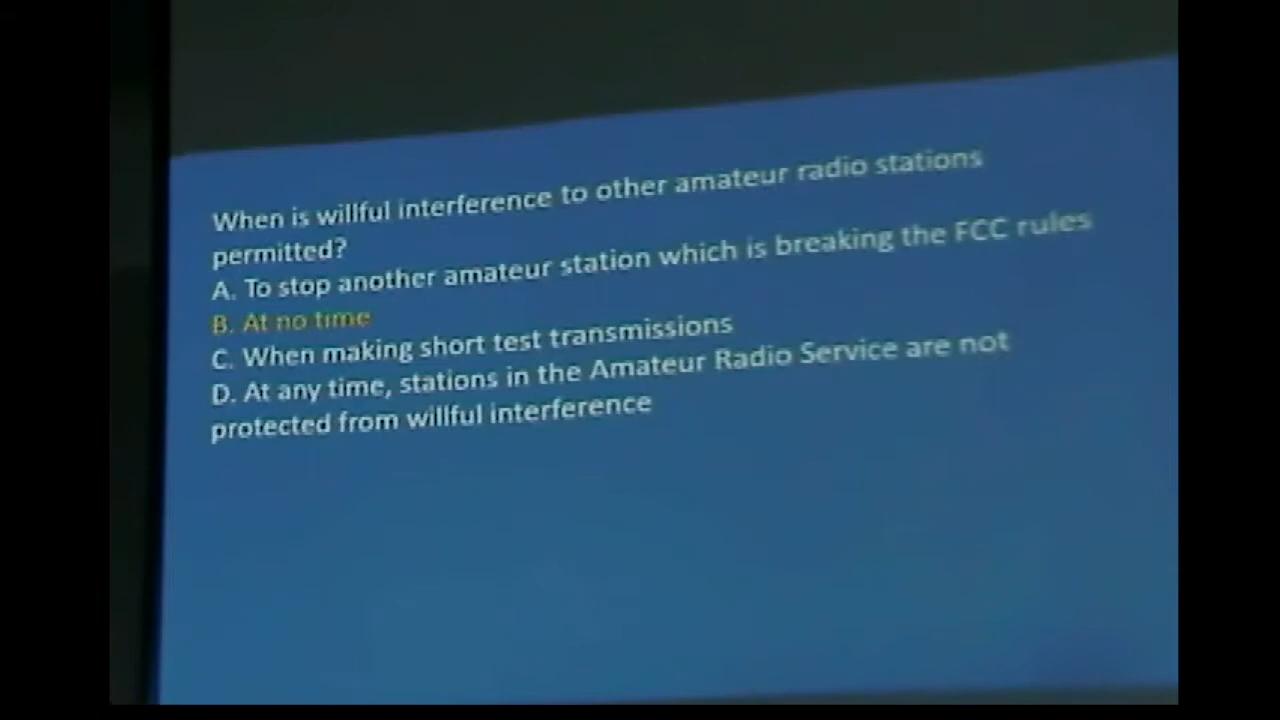 When is willful interference to other amateur radio stations
permitted?
A. To stop another amateur station which is breaking the FCC rules
B. At no time
C. When making short test transmissions
D. At any time, stations in the Amateur Radio Service are not
protected from willful interference